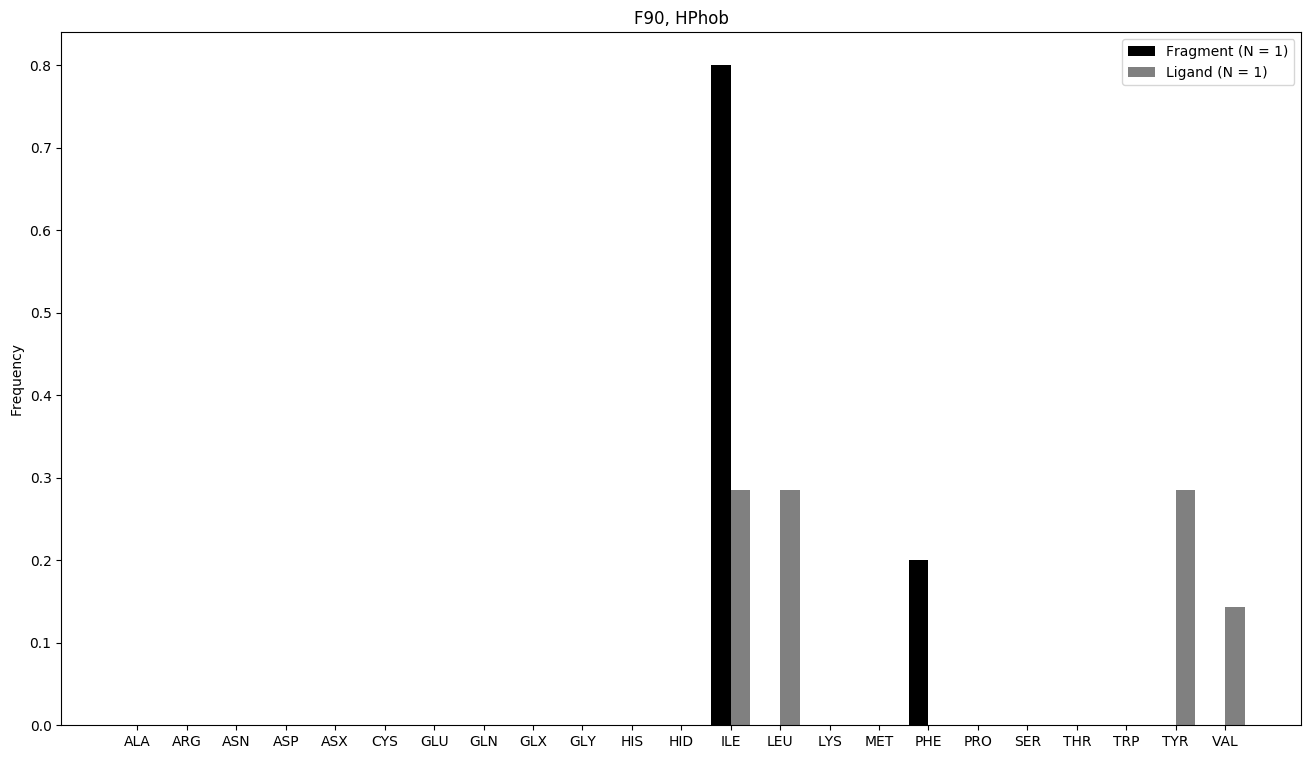 F90, HPhob
Fragment (N = 1)
Ligand (N = 1)
Frequency
0.8
0.7
0.6
0.5
0.4
0.3
0.2
0.1
0.0
ALA ARG ASN ASP ASX CYS GLU GLN GLX GLY HIS HID ILE LEU LYS MET PHE PRO SER THR TRP TYR VAL